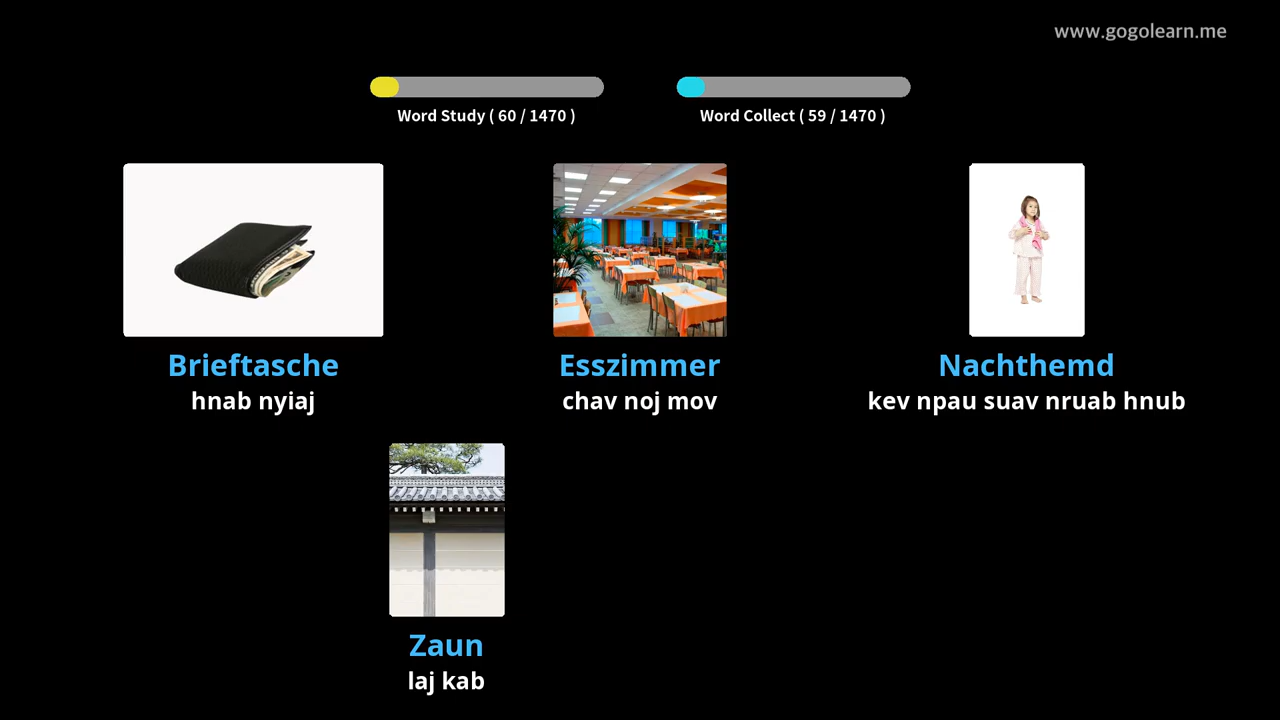 www.gogolearn.me
Word Study ( 60 / 1470 )
Word Collect ( 59 / 1470 )
Brieftasche
hnab nyiaj
Esszimmer
chav noj mov
Nachthemd
kev npau suav nruab hnub
Zaun
laj kab